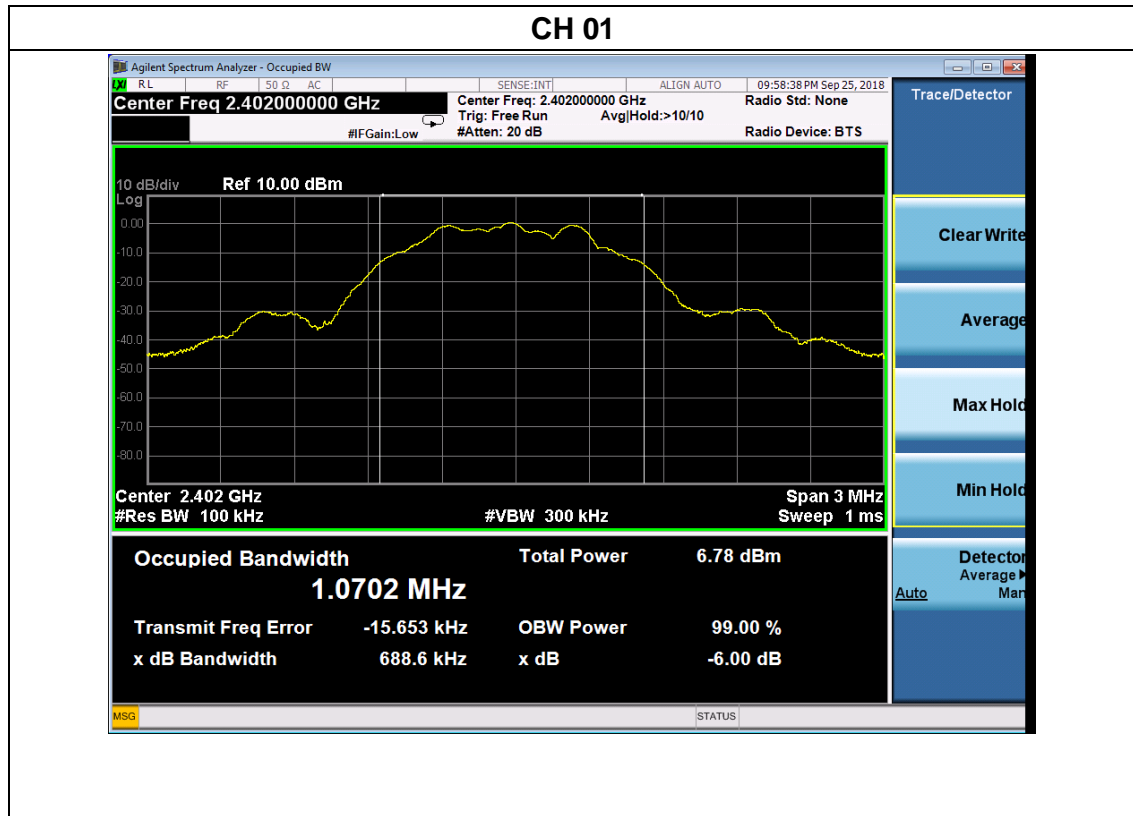 CH 01
Agilent Spectrum Analyzer - Occupied BW
LXI RL RF 50 Ω AC SENSE:INT ALIGN AUTO 09:58:38 PM Sep 25, 2018
Center Freq 2.402000000 GHz
Center Freq: 2.402000000 GHz
Radio Std: None
Trig: Free Run Avg|Hold:>10/10
#IFGain:Low
#Atten: 20 dB
Radio Device: BTS
10 dB/div Ref 10.00 dBm
Log
0.00
-10.0
-20.0
-30.0
-40.0
-50.0
-60.0
-70.0
-80.0
Center 2.402 GHz Span 3 MHz
#Res BW 100 kHz #VBW 300 kHz Sweep 1 ms
Occupied Bandwidth Total Power 6.78 dBm
1.0702 MHz
Transmit Freq Error -15.653 kHz OBW Power 99.00 %
x dB Bandwidth 688.6 kHz x dB -6.00 dB
MSG STATUS
Trace/Detector
Clear Write
Average
Max Hold
Min Hold
Detector
Average
Auto Man